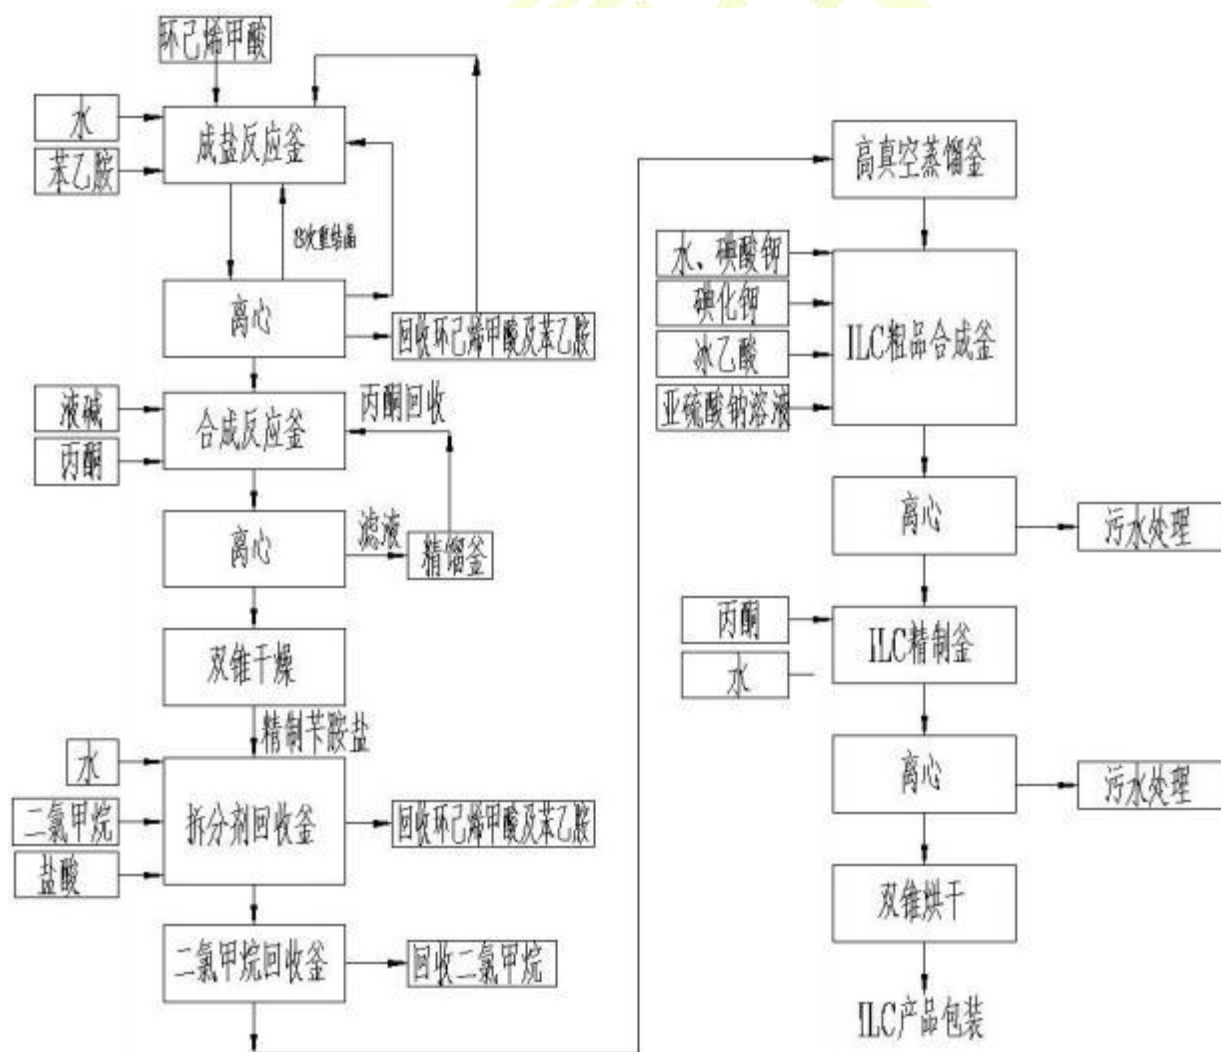 环己烯甲酸
水
成盐反应釜
苯乙胺
8次重结晶
离心
回收环己烯甲酸及苯乙胺
液碱
丙酮回收
合成反应釜
丙酮
离心
滤液
精馏釜
双锥干燥
精制苄胺盐
水
二氯甲烷
拆分剂回收釜
回收环己烯甲酸及苯乙胺
盐酸
二氯甲烷回收釜
回收二氯甲烷
高真空蒸馏釜
水、碘酸钾
碘化钾
冰乙酸
亚硫酸钠溶液
ILC粗品合成釜
离心
污水处理
丙酮
ILC精制釜
水
离心
污水处理
双锥烘干
ILC产品包装